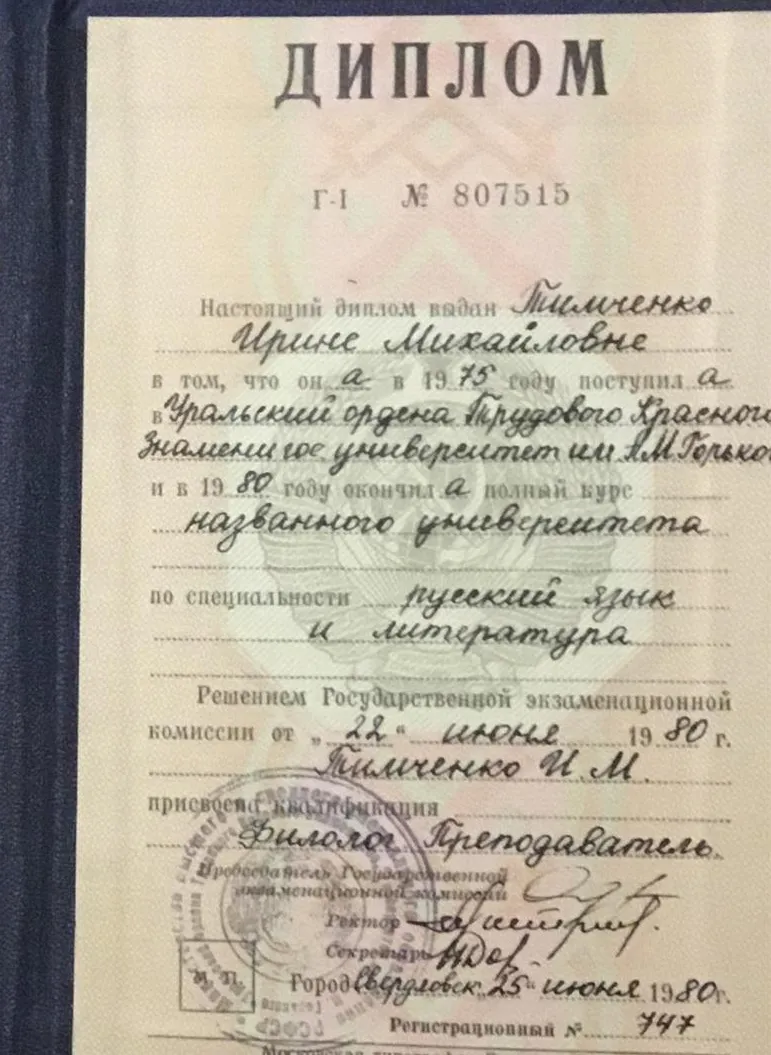 ДИПЛОМ
Г-I № 807515
Настоящий диплом выдан Тимченко
Ирине Михайловне
в том, что он а в 1975 году поступил а
в Уральский ордена Трудового Красного
Знамени гос университет им А.М Горько
и в 1980 году окончил а полный курс
названного университета
по специальности русский язык
и литература
Решением Государственной экзаменационной
комиссии от „22“ июня 1980 г.
Тимченко И.М.
присвоена квалификация
Филолог Преподаватель.
Председатель Государственной
экзаменационной комиссии
Ректор
Секретарь
М П
Город Свердловск „25“ июня 1980 г.
Регистрационный № 747
Московская типография